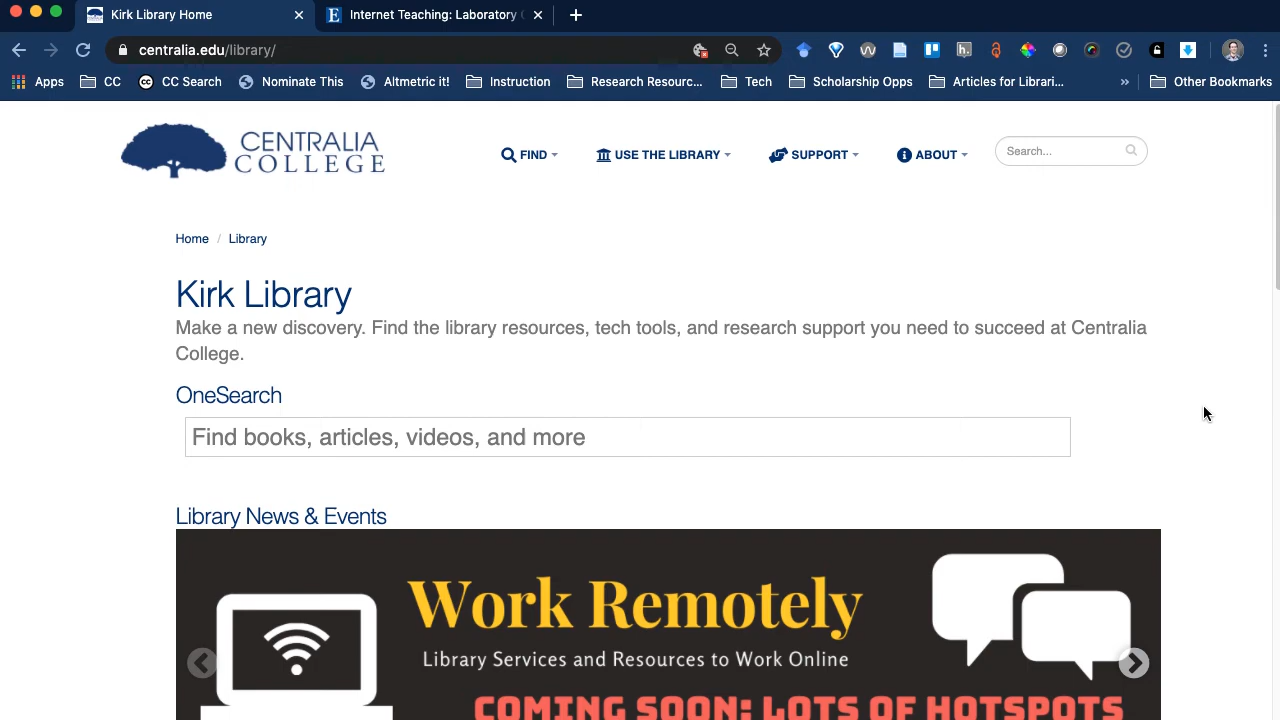 Kirk Library Home
Internet Teaching: Laboratory
centralia.edu/library/
Apps CC CC Search Nominate This Altmetric it! Instruction Research Resourc... Tech Scholarship Opps Articles for Librari... » Other Bookmarks
CENTRALIA
COLLEGE
FIND USE THE LIBRARY SUPPORT ABOUT Search...
Home / Library
Kirk Library
Make a new discovery. Find the library resources, tech tools, and research support you need to succeed at Centralia
College.
OneSearch
Find books, articles, videos, and more
Library News & Events
Work Remotely
Library Services and Resources to Work Online
COMING SOON: LOTS OF HOTSPOTS